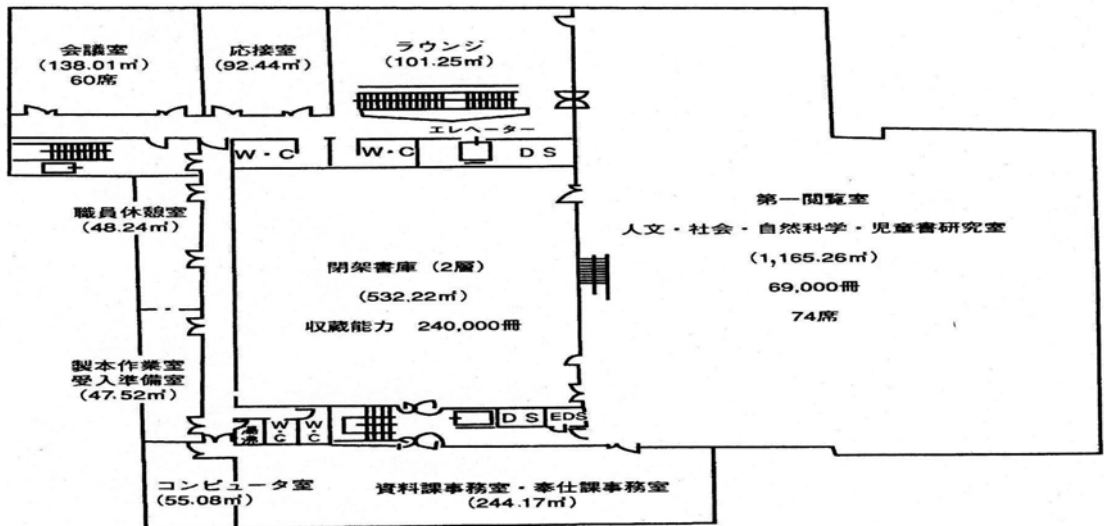 会議室
(138.01㎡)
60席
応接室
(92.44㎡)
ラウンジ
(101.25㎡)
エレベーター
W・C
W・C
D S
職員休憩室
(48.24㎡)
閉架書庫（2層）
(532.22㎡)
収蔵能力　240,000冊
第一閲覧室
人文・社会・自然科学・児童書研究室
(1,165.26㎡)
69,000冊
74席
製本作業室
受入準備室
(47.52㎡)
W・C
W・C
D S
EDS
コンピュータ室
(55.08㎡)
資料課事務室・奉仕課事務室
(244.17㎡)